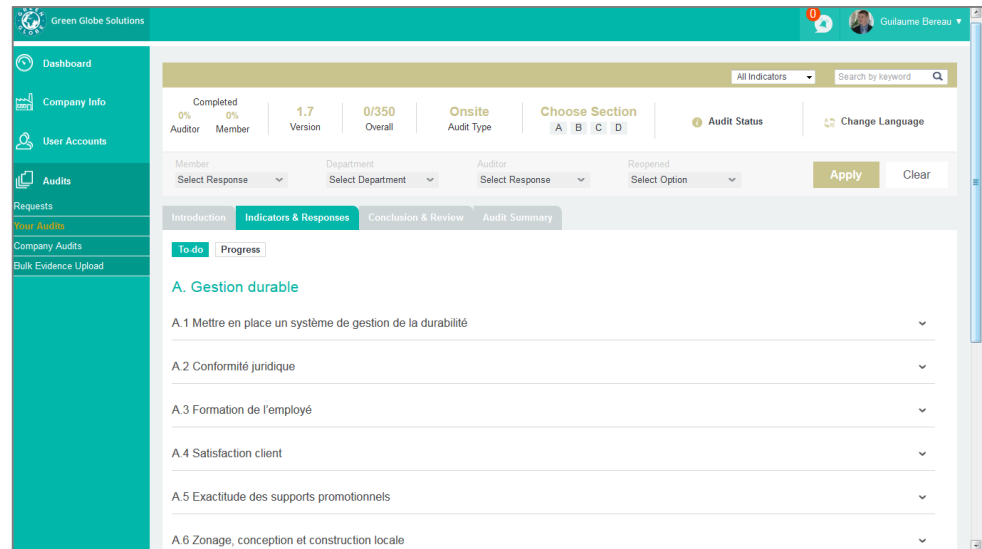 GREEN GLOBE
Green Globe Solutions
0
Guilaume Bereau ▼
Dashboard
Company Info
User Accounts
Audits
Requests
Your Audits
Company Audits
Bulk Evidence Upload
All Indicators
Search by keyword
Completed
0% 0%
Auditor Member
1.7
Version
0/350
Overall
Onsite
Audit Type
Choose Section
A B C D
Audit Status
Change Language
Member
Select Response
Department
Select Department
Auditor
Select Response
Reopened
Select Option
Apply
Clear
Introduction
Indicators & Responses
Conclusion & Review
Audit Summary
To-do
Progress
A. Gestion durable
A.1 Mettre en place un système de gestion de la durabilité
A.2 Conformité juridique
A.3 Formation de l'employé
A.4 Satisfaction client
A.5 Exactitude des supports promotionnels
A.6 Zonage, conception et construction locale